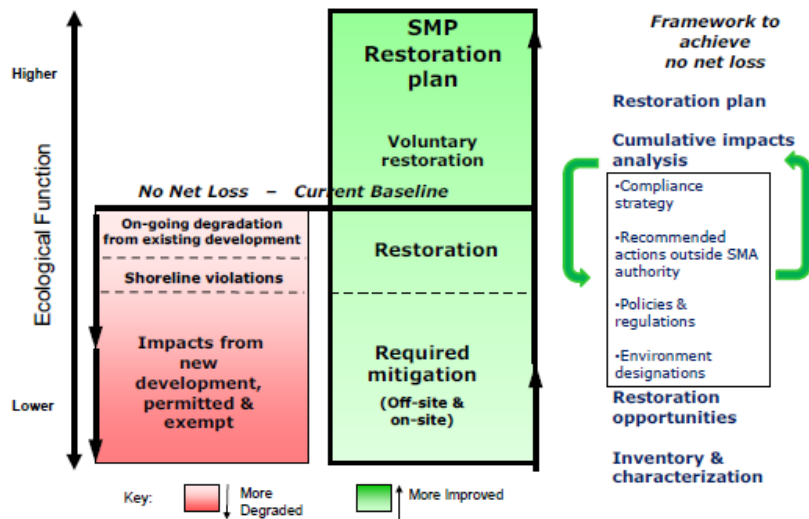 Higher
Ecological Function
Lower
SMP
Restoration
plan
Voluntary
restoration
No Net Loss – Current Baseline
On-going degradation
from existing development
Shoreline violations
Impacts from
new
development,
permitted &
exempt
Restoration
Required
mitigation
(Off-site &
on-site)
Framework to
achieve
no net loss
Restoration plan
Cumulative impacts
analysis
•Compliance
strategy
•Recommended
actions outside SMA
authority
•Policies &
regulations
•Environment
designations
Restoration
opportunities
Inventory &
characterization
Key:
More
Degraded
More Improved